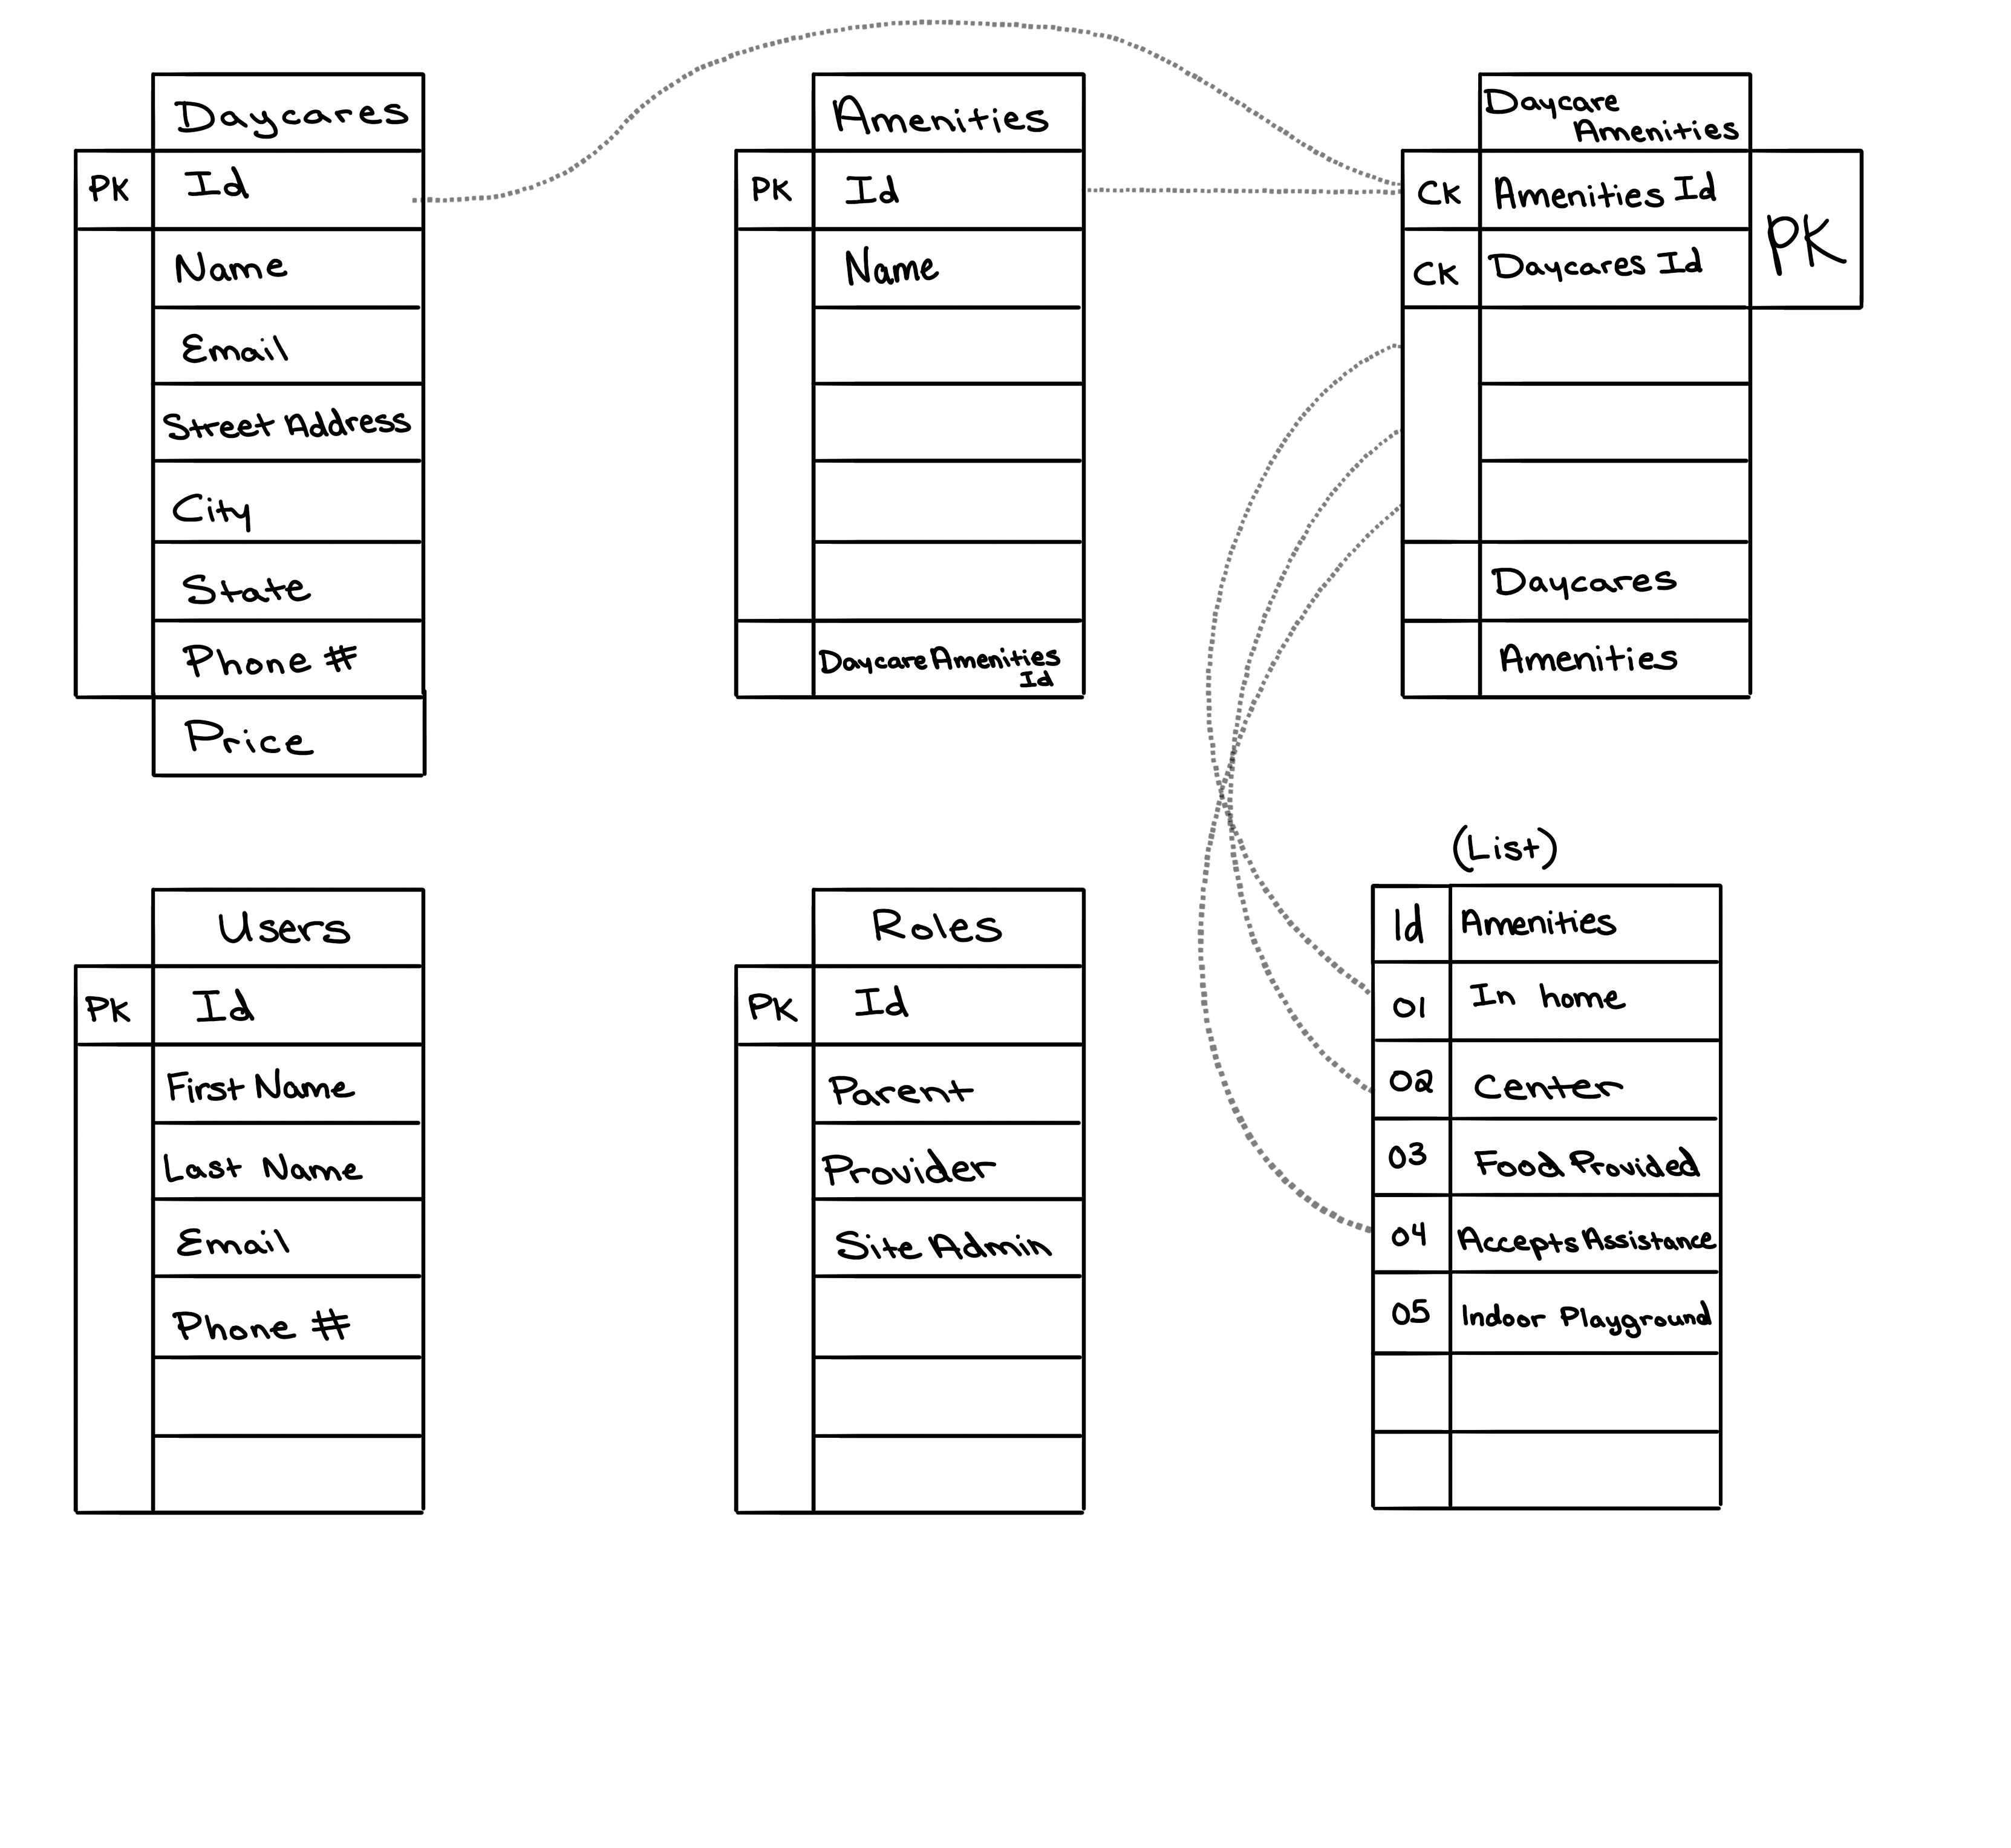 Daycares
PK Id
Name
Email
Street Address
City
State
Phone #
Price
Amenities
PK Id
Name
DaycareAmenities
Id
Daycare
Amenities
CK Amenities Id
CK Daycares Id
PK
Daycares
Amenities
Users
PK Id
First Name
Last Name
Email
Phone #
Roles
PK Id
Parent
Provider
Site Admin
(List)
Id Amenities
01 In home
02 Center
03 Food Provided
04 Accepts Assistance
05 Indoor Playground